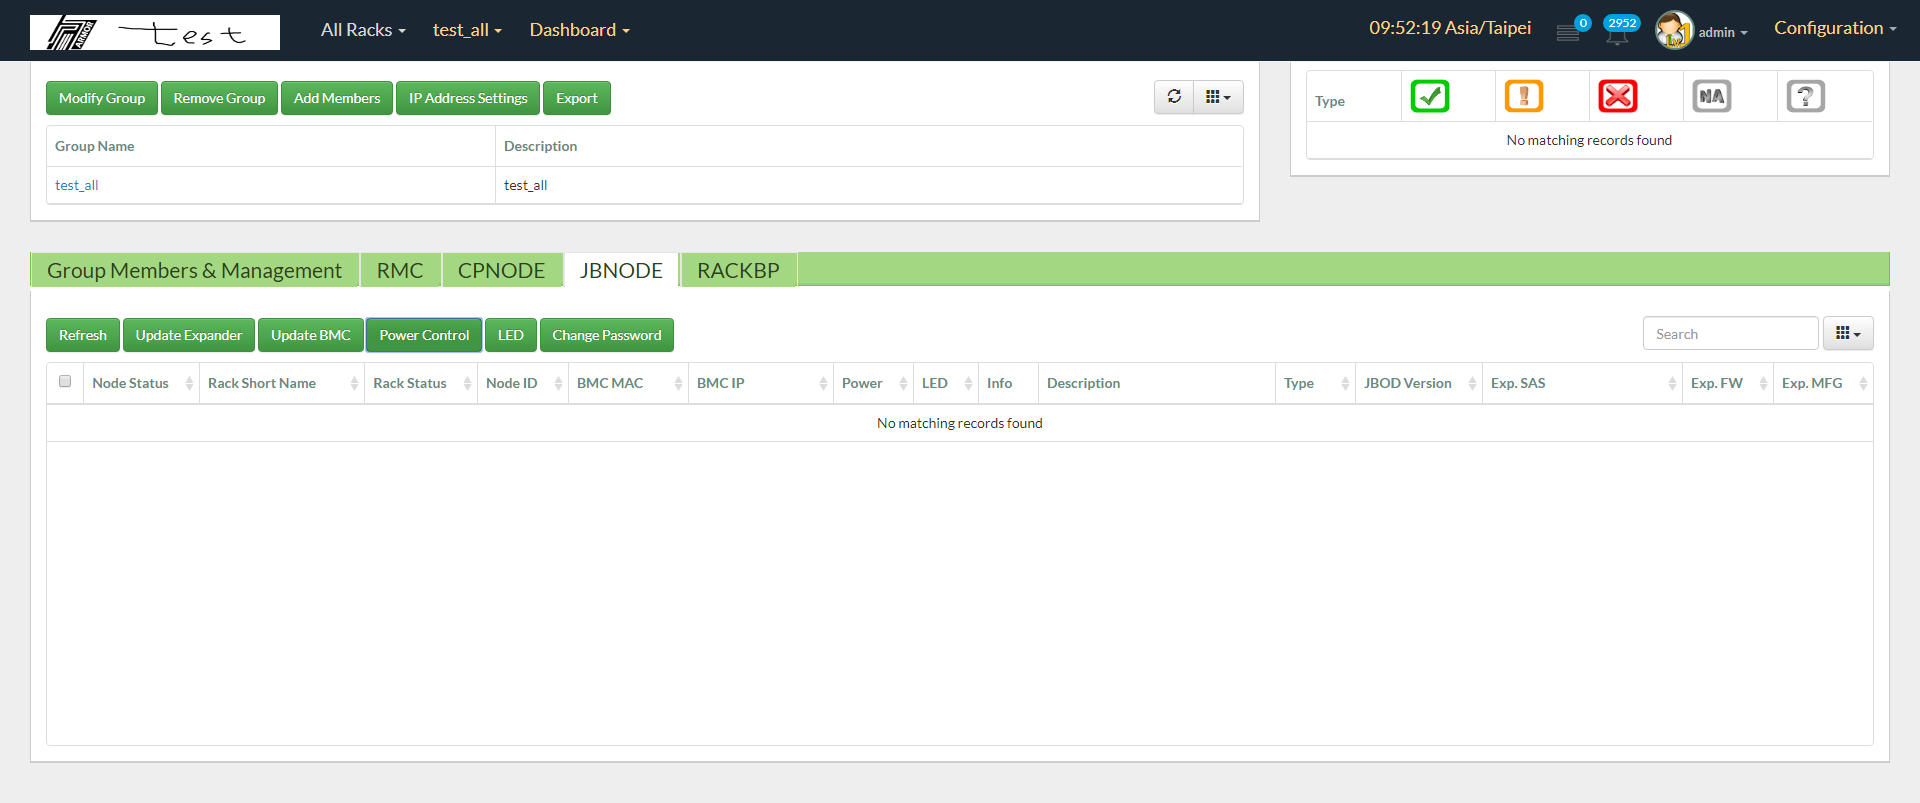 ARMOR test All Racks test_all Dashboard 09:52:19 Asia/Taipei 0 2952 admin Configuration
Modify Group Remove Group Add Members IP Address Settings Export
Type NA ?
No matching records found
Group Name Description
test_all test_all
Group Members & Management RMC CPNODE JBNODE RACKBP
Refresh Update Expander Update BMC Power Control LED Change Password Search
Node Status Rack Short Name Rack Status Node ID BMC MAC BMC IP Power LED Info Description Type JBOD Version Exp. SAS Exp. FW Exp. MFG
No matching records found